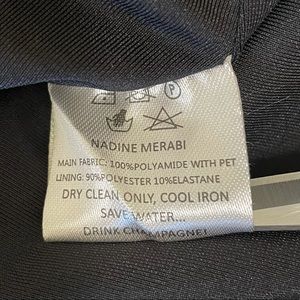 P
NADINE MERABI
MAIN FABRIC: 100%POLYAMIDE WITH PET
LINING: 90%POLYESTER 10%ELASTANE
DRY CLEAN ONLY, COOL IRON
SAVE WATER...
DRINK CHAMPAGNE!